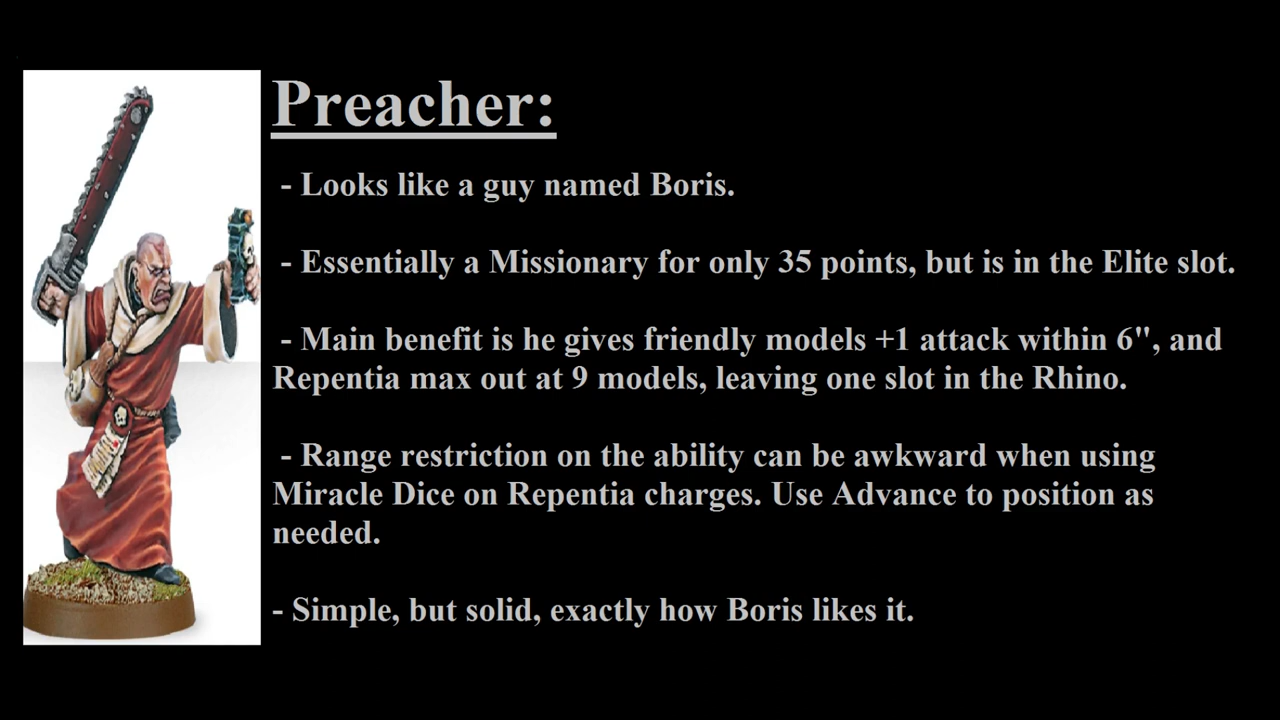 Preacher:
- Looks like a guy named Boris.
- Essentially a Missionary for only 35 points, but is in the Elite slot.
- Main benefit is he gives friendly models +1 attack within 6", and
Repentia max out at 9 models, leaving one slot in the Rhino.
- Range restriction on the ability can be awkward when using
Miracle Dice on Repentia charges. Use Advance to position as
needed.
- Simple, but solid, exactly how Boris likes it.